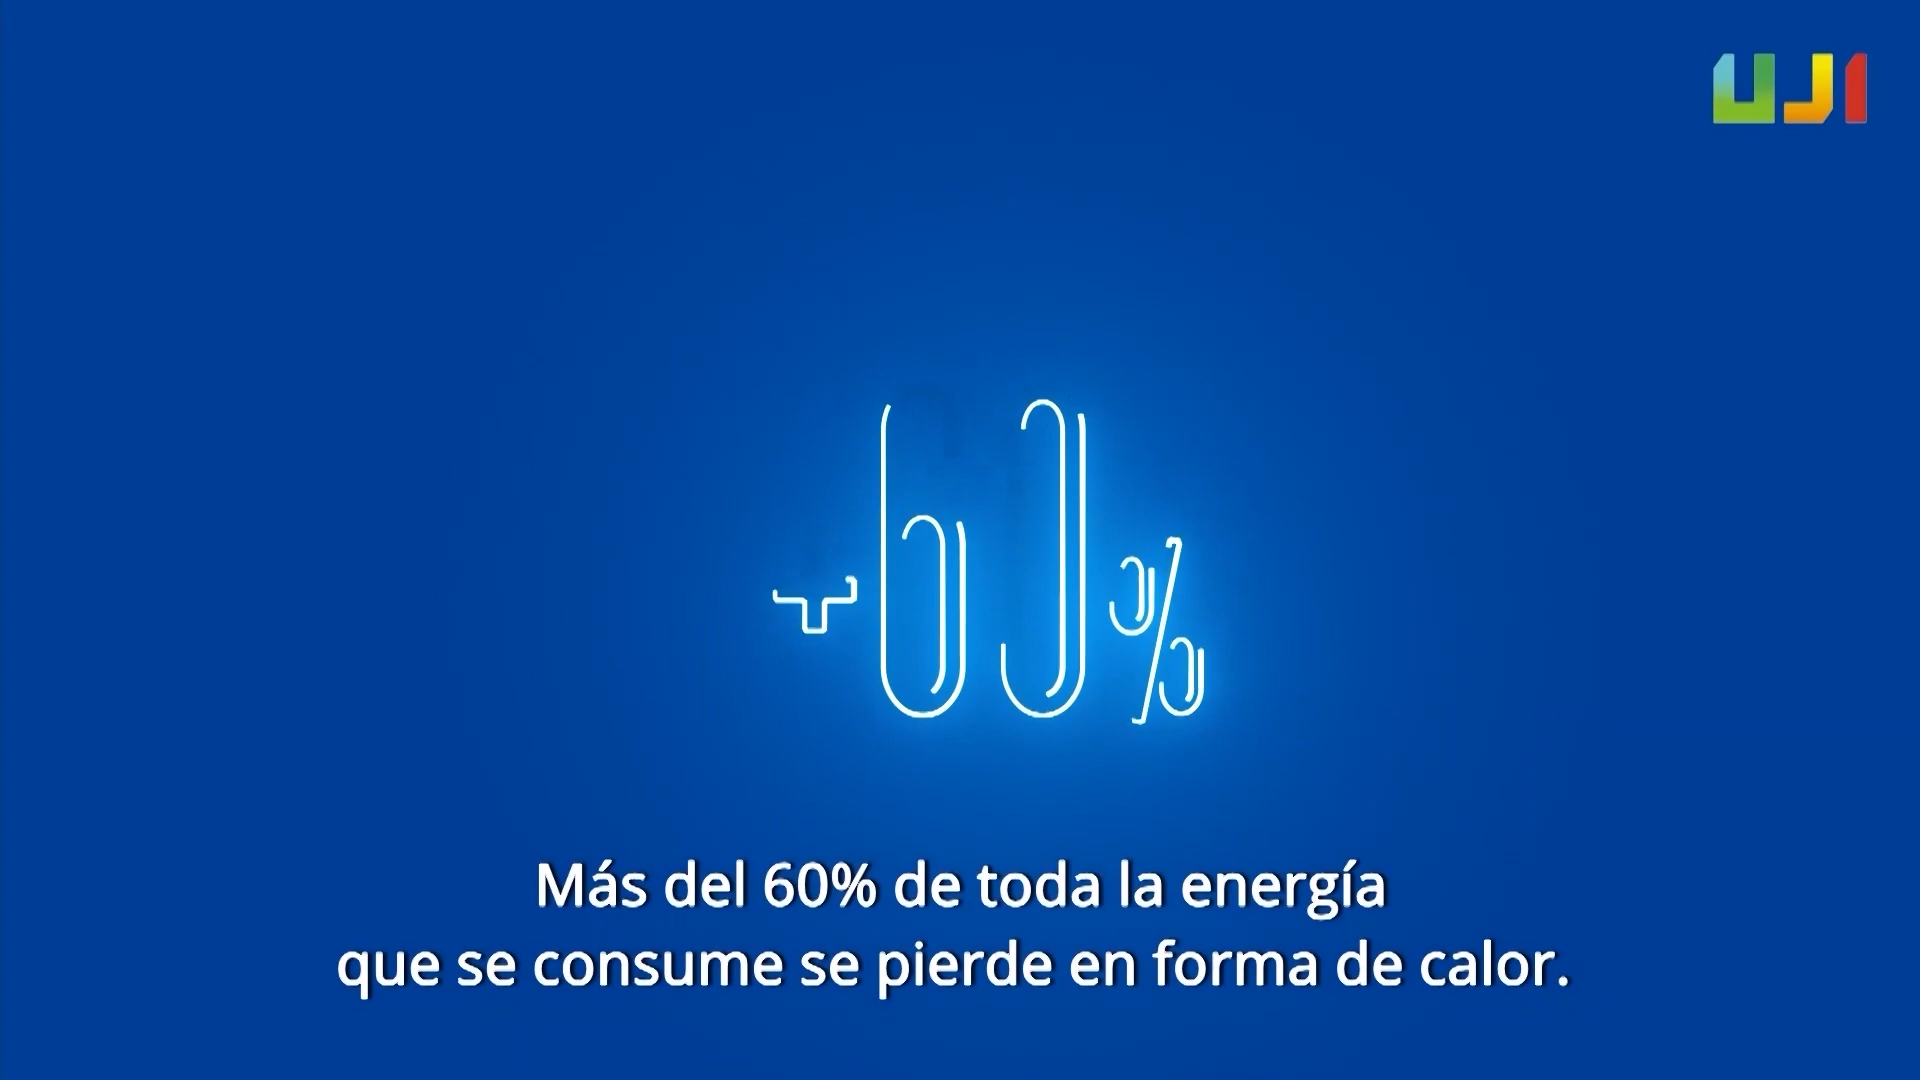 UJI
+60%
Más del 60% de toda la energía
que se consume se pierde en forma de calor.